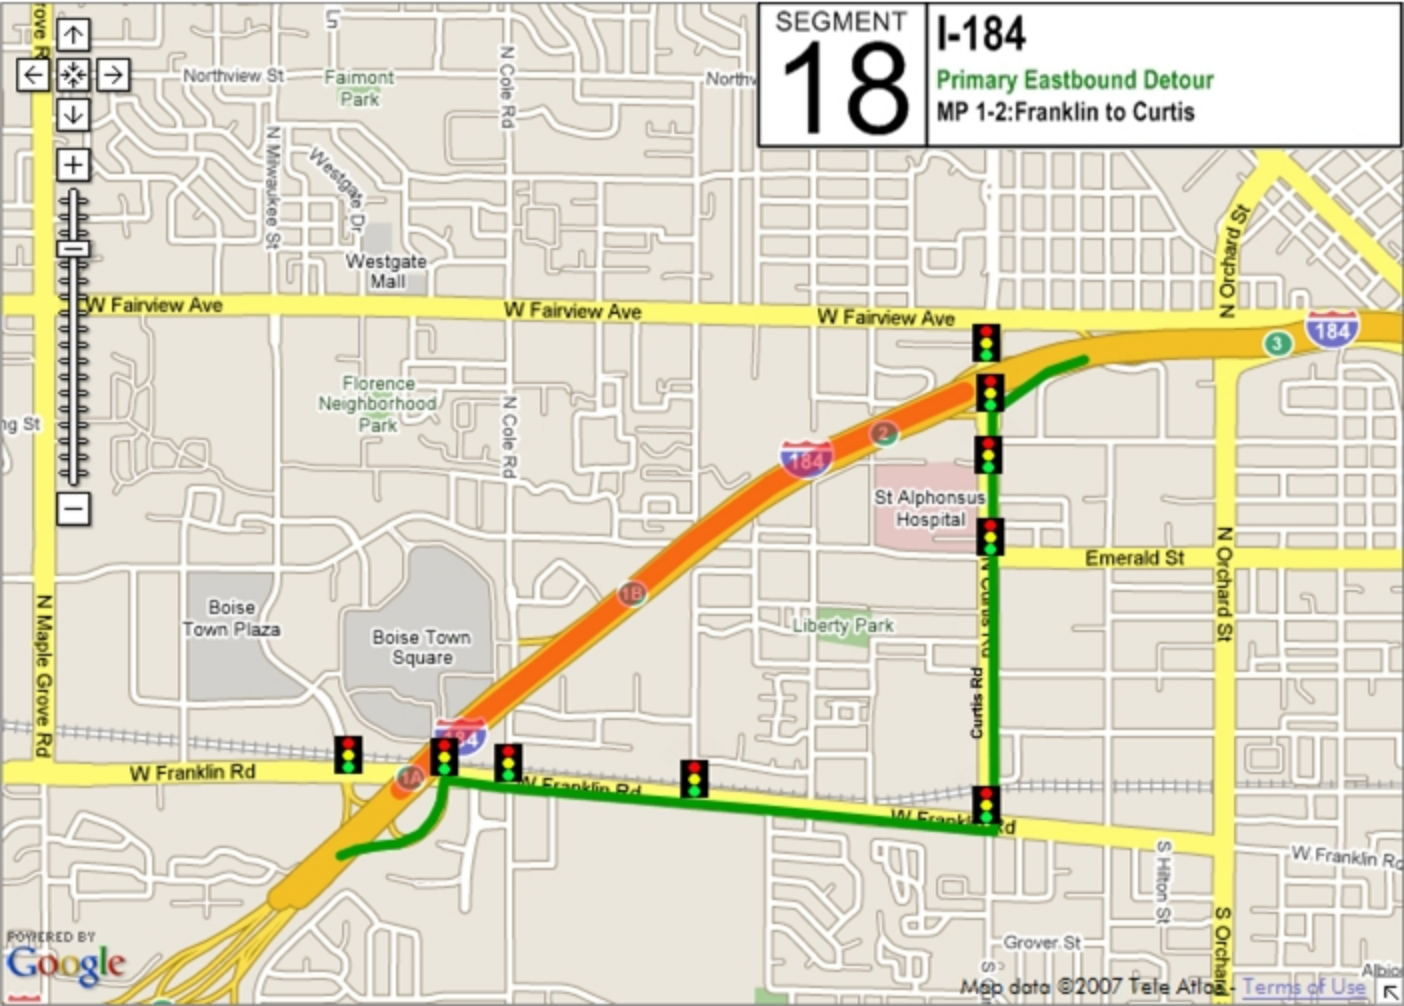 SEGMENT
18
I-184
Primary Eastbound Detour
MP 1-2:Franklin to Curtis
Northview St
Faimont
Park
N Cole Rd
N Milwaukee St
Westgate Dr
Westgate
Mall
N Orchard St
W Fairview Ave
W Fairview Ave
W Fairview Ave
184
3
Florence
Neighborhood
Park
N Cole Rd
2
184
St Alphonsus
Hospital
Emerald St
N Orchard St
1B
N Maple Grove Rd
Boise
Town Plaza
Boise Town
Square
Liberty Park
N Curtis Rd
Curtis Rd
184
1A
W Franklin Rd
W Franklin Rd
W Franklin Rd
W Franklin Rd
S Hilton St
S Orchard
Grover St
POWERED BY
Google
Map data ©2007 Tele Atlas - Terms of Use